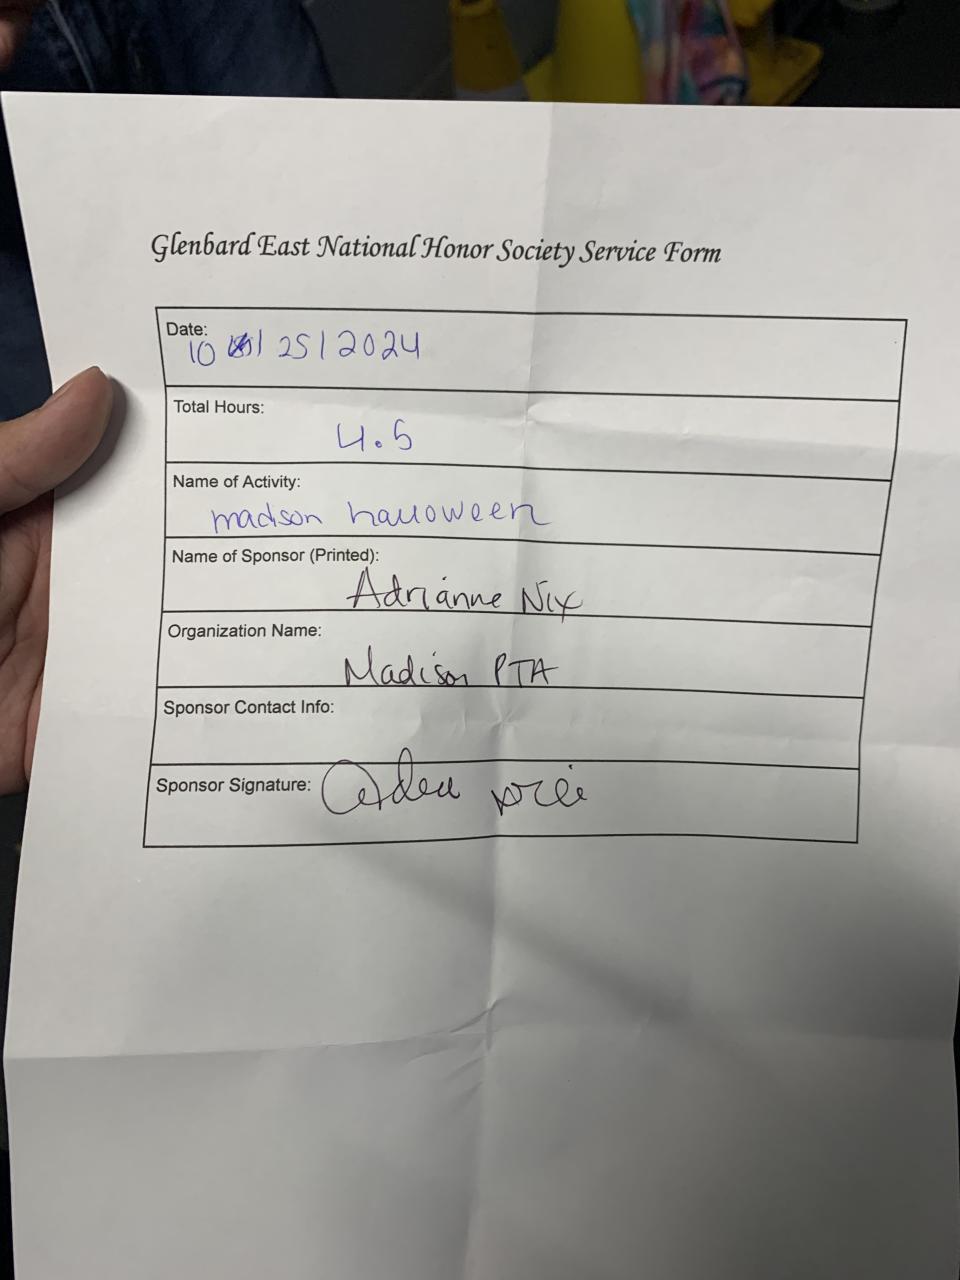 Glenbard East National Honor Society Service Form
Date:
10 / 25 / 2024
Total Hours:
4.5
Name of Activity:
madison halloween
Name of Sponsor (Printed):
Adrianne Nix
Organization Name:
Madison PTA
Sponsor Contact Info:
Sponsor Signature: